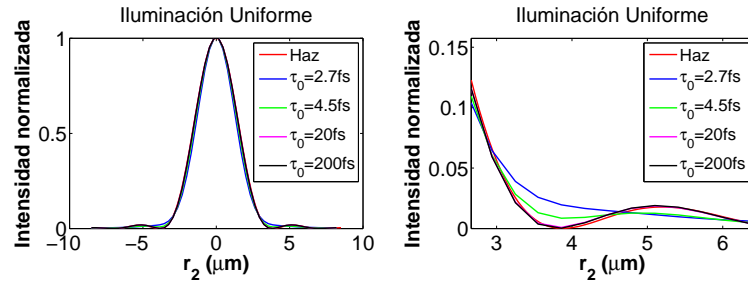 Iluminación Uniforme
Intensidad normalizada
1
0.5
0
−10
−5
0
5
10
r₂ (μm)
Haz
τ₀=2.7fs
τ₀=4.5fs
τ₀=20fs
τ₀=200fs
Iluminación Uniforme
Intensidad normalizada
0.15
0.1
0.05
0
3
4
5
6
r₂ (μm)
Haz
τ₀=2.7fs
τ₀=4.5fs
τ₀=20fs
τ₀=200fs